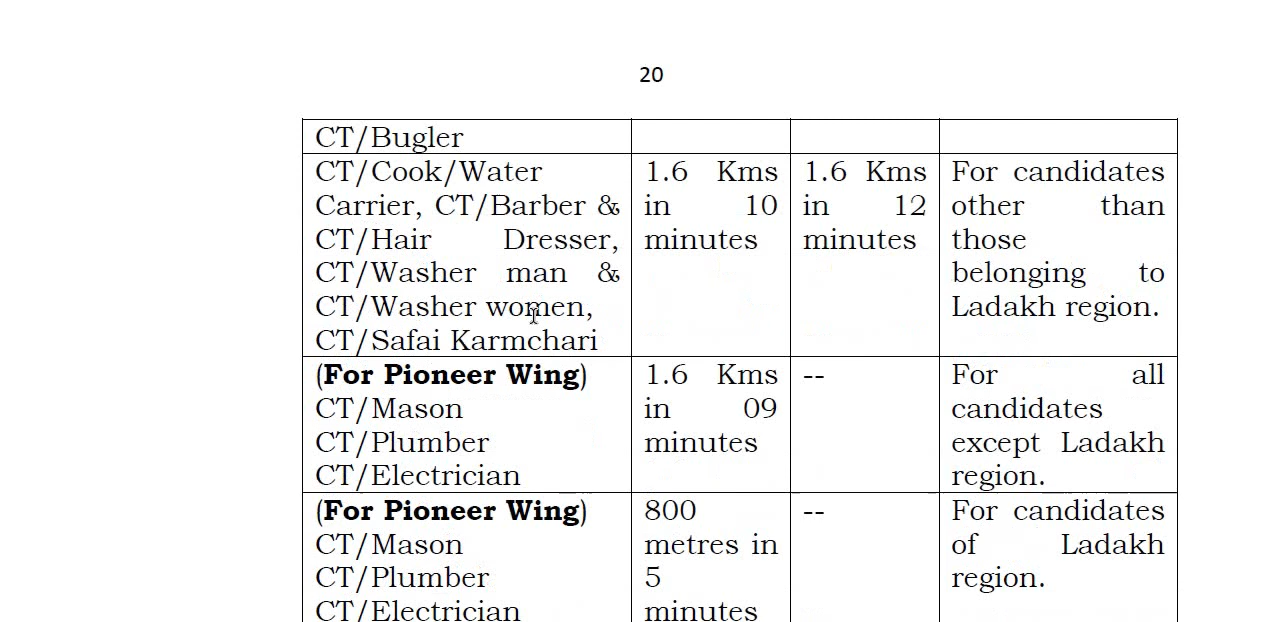 20
CT/Bugler
CT/Cook/Water
Carrier, CT/Barber &
CT/Hair Dresser,
CT/Washer man &
CT/Washer women,
CT/Safai Karmchari
1.6 Kms
in 10
minutes
1.6 Kms
in 12
minutes
For candidates
other than
those
belonging to
Ladakh region.
(For Pioneer Wing)
CT/Mason
CT/Plumber
CT/Electrician
1.6 Kms
in 09
minutes
--
For all
candidates
except Ladakh
region.
(For Pioneer Wing)
CT/Mason
CT/Plumber
CT/Electrician
800
metres in
5
minutes
--
For candidates
of Ladakh
region.